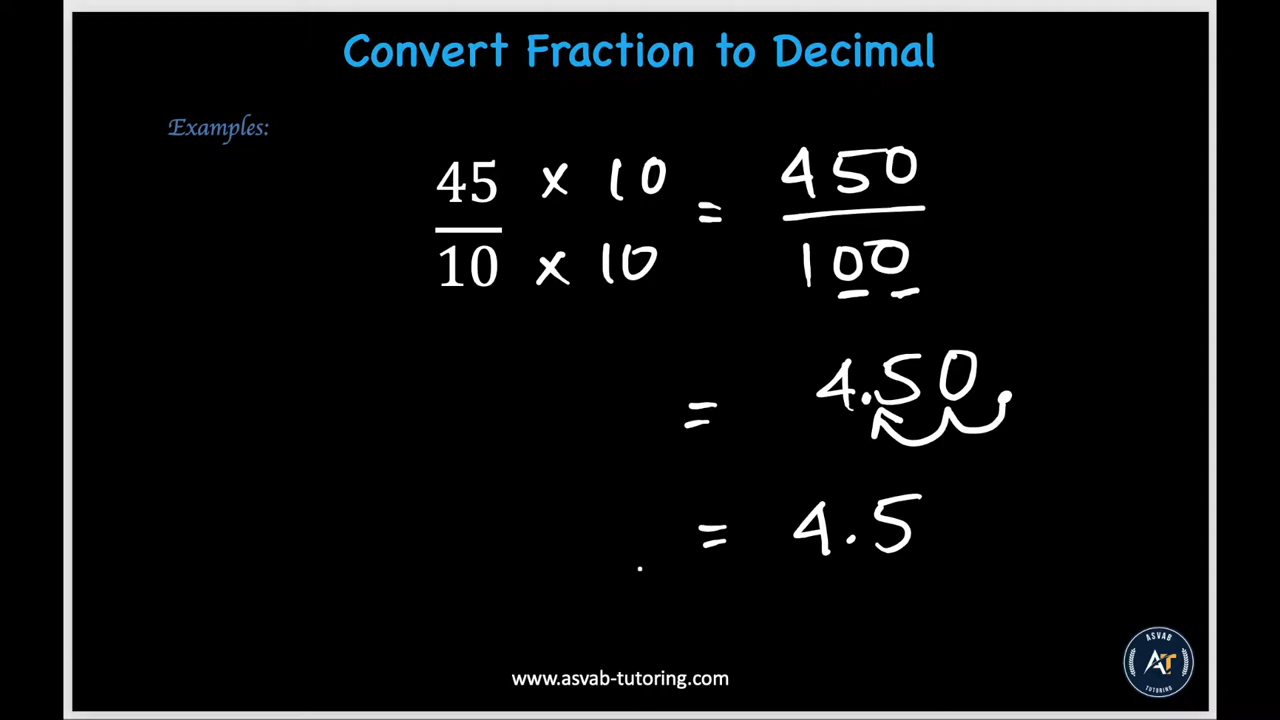 Convert Fraction to Decimal
Examples:
45 × 10 = 450
10 × 10 100
= 4.50.
= 4.5
www.asvab-tutoring.com
ASVAB
AT
TUTORING